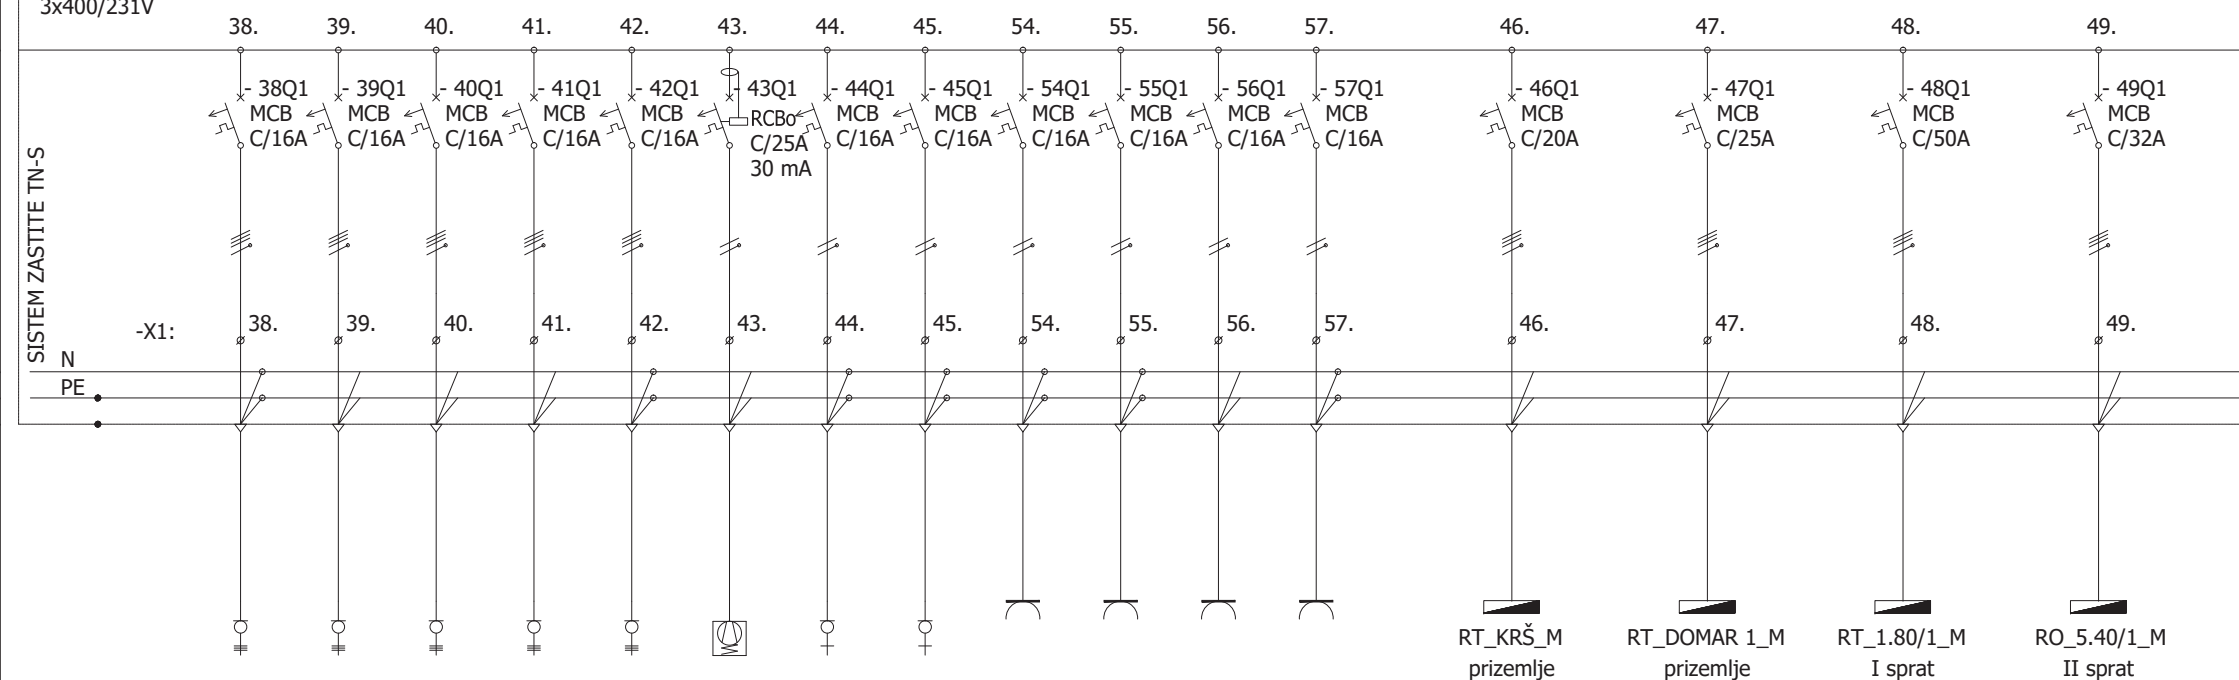 3x400/231V
38. 39. 40. 41. 42. 43. 44. 45. 54. 55. 56. 57. 46. 47. 48. 49.
- 38Q1 - 39Q1 - 40Q1 - 41Q1 - 42Q1 - 43Q1 - 44Q1 - 45Q1 - 54Q1 - 55Q1 - 56Q1 - 57Q1 - 46Q1 - 47Q1 - 48Q1 - 49Q1
MCB MCB MCB MCB MCB RCBo MCB MCB MCB MCB MCB MCB MCB MCB MCB MCB
C/16A C/16A C/16A C/16A C/16A C/25A C/16A C/16A C/16A C/16A C/16A C/16A C/20A C/25A C/50A C/32A
30 mA
SISTEM ZASTITE TN-S
-X1: 38. 39. 40. 41. 42. 43. 44. 45. 54. 55. 56. 57. 46. 47. 48. 49.
N
PE
RT_KRŠ_M RT_DOMAR 1_M RT_1.80/1_M RO_5.40/1_M
prizemlje prizemlje I sprat II sprat